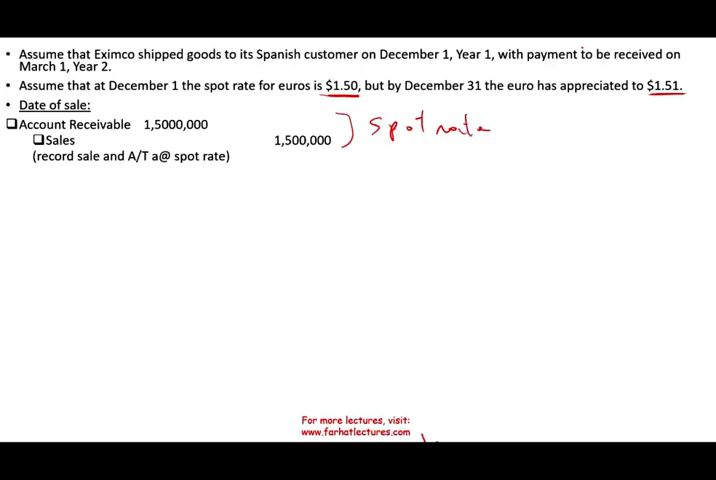 • Assume that Eximco shipped goods to its Spanish customer on December 1, Year 1, with payment to be received on
March 1, Year 2.
• Assume that at December 1 the spot rate for euros is $1.50, but by December 31 the euro has appreciated to $1.51.
• Date of sale:
❑Account Receivable 1,5000,000
❑Sales 1,500,000
(record sale and A/T a@ spot rate)
spot rate
For more lectures, visit:
www.farhatlectures.com